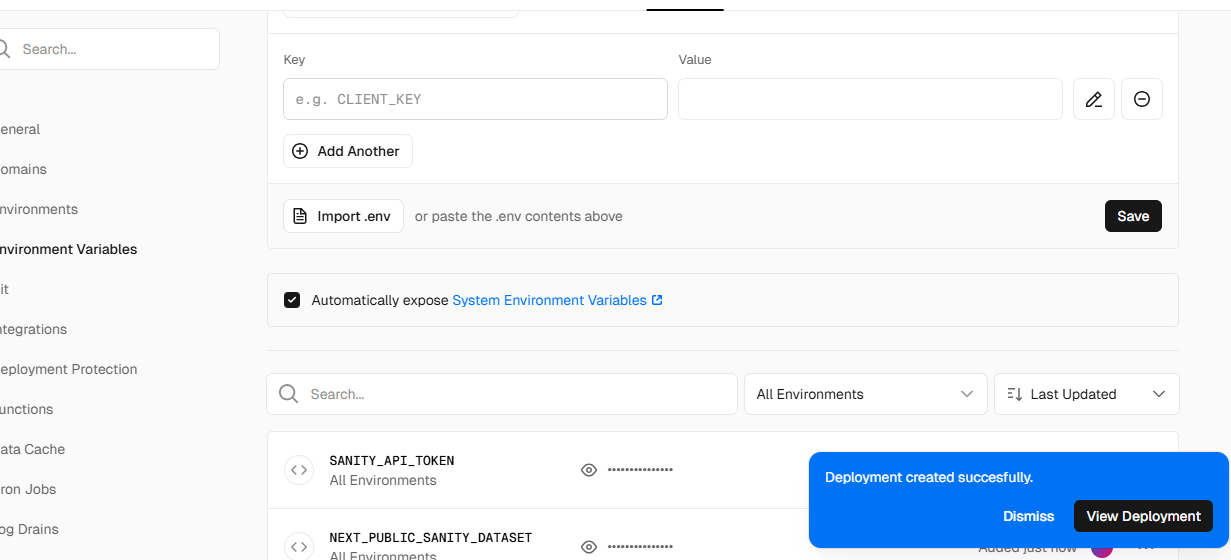 Search...
Key
Value
e.g. CLIENT_KEY
Add Another
eneral
omains
Import .env
or paste the .env contents above
Save
nvironments
nvironment Variables
it
Automatically expose System Environment Variables
ntegrations
eployment Protection
Search...
All Environments
Last Updated
unctions
ata Cache
SANITY_API_TOKEN
All Environments
•••••••••••••••
Deployment created succesfully.
ron Jobs
Dismiss
View Deployment
og Drains
NEXT_PUBLIC_SANITY_DATASET
All Environments
•••••••••••••••
Added just now